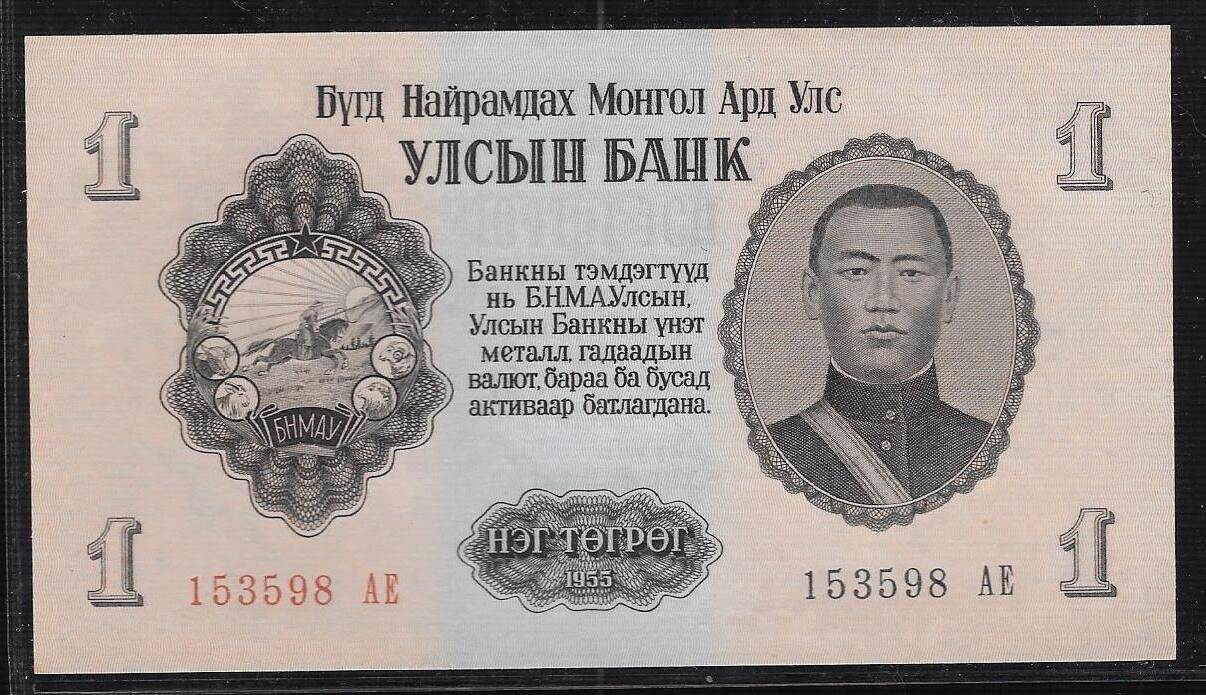 Бүгд Найрамдах Монгол Ард Улс
УЛСЫН БАНК
1
1
Банкны тэмдэгтүүд
нь Б.Н.М.А.Улсын,
Улсын Банкны үнэт
металл, гадаадын
валют, бараа ба бусад
активаар батлагдана.
БНМАУ
НЭГ ТӨГРӨГ
1955
1
1
153598 АЕ
153598 АЕ